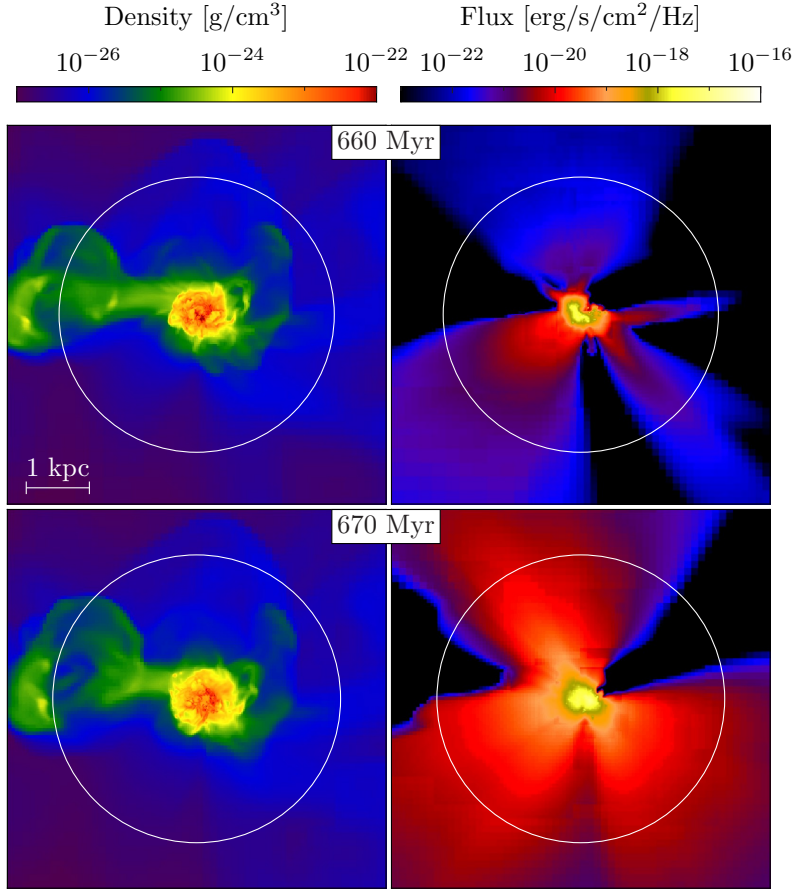 Density [g/cm³] Flux [erg/s/cm²/Hz]
10⁻²⁶ 10⁻²⁴ 10⁻²² 10⁻²² 10⁻²⁰ 10⁻¹⁸ 10⁻¹⁶
660 Myr
1 kpc
670 Myr